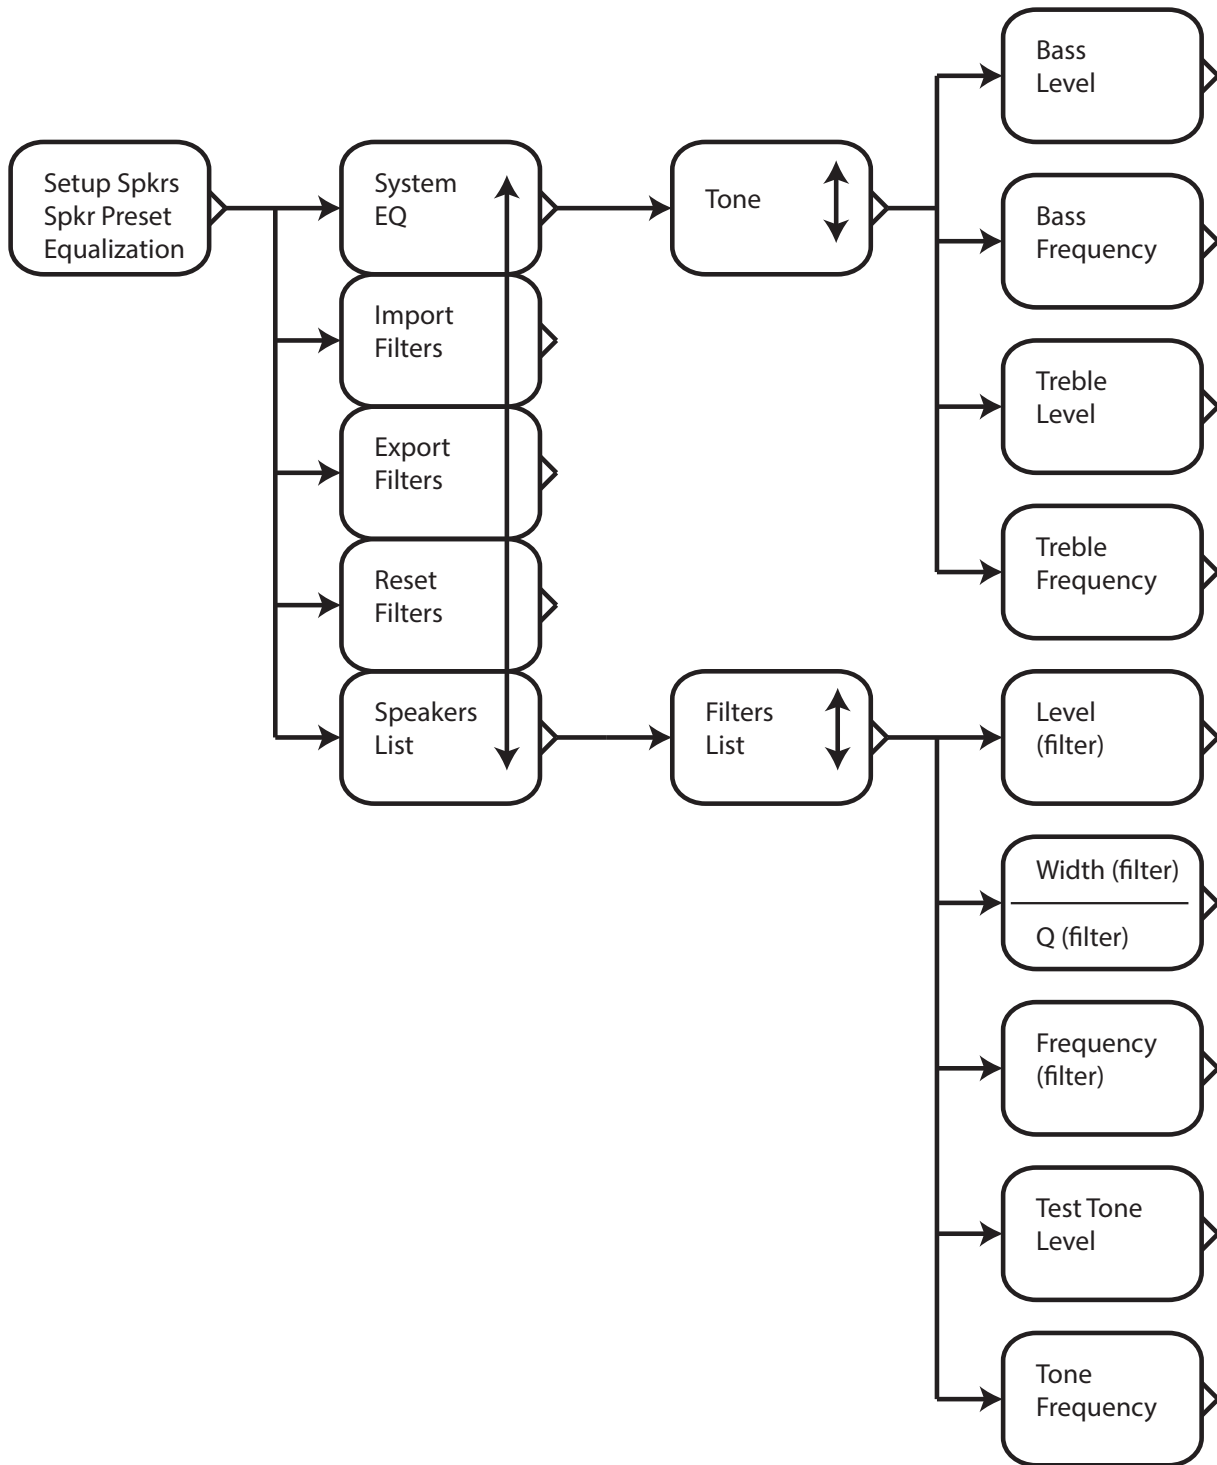 Setup Spkrs
Spkr Preset
Equalization
System
EQ
Import
Filters
Export
Filters
Reset
Filters
Speakers
List
Tone
Filters
List
Bass
Level
Bass
Frequency
Treble
Level
Treble
Frequency
Level
(filter)
Width (filter)
Q (filter)
Frequency
(filter)
Test Tone
Level
Tone
Frequency